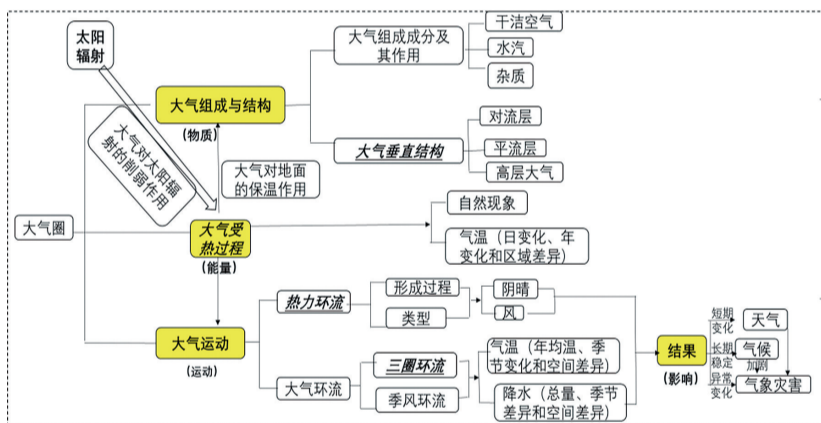 太阳
辐射
大气对太阳辐
射的削弱作用
大气圈
大气组成与结构
(物质)
大气组成成分及
其作用
干洁空气
水汽
杂质
大气垂直结构
对流层
平流层
高层大气
大气对地面
的保温作用
大气受
热过程
(能量)
自然现象
气温（日变化、年
变化和区域差异）
大气运动
(运动)
热力环流
形成过程
类型
阴晴
风
大气环流
三圈环流
季风环流
气温（年均温、季
节变化和空间差异）
降水（总量、季节
差异和空间差异）
结果
(影响)
短期
变化
天气
长期
稳定
气候
加剧
异常
变化
气象灾害